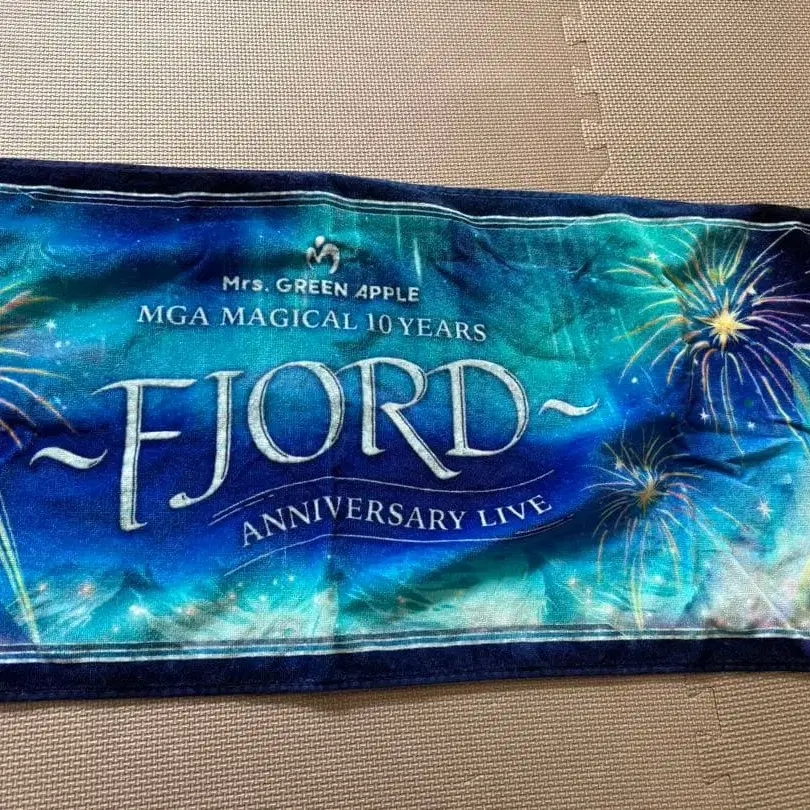 Mrs. GREEN APPLE
MGA MAGICAL 10 YEARS
~FJORD~
ANNIVERSARY LIVE